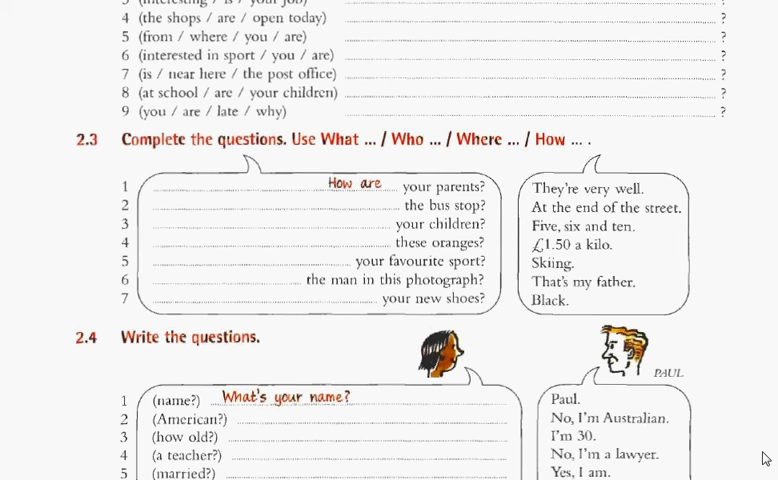 3 (interesting / is / your job) ?
4 (the shops / are / open today) ?
5 (from / where / you / are) ?
6 (interested in sport / you / are) ?
7 (is / near here / the post office) ?
8 (at school / are / your children) ?
9 (you / are / late / why) ?
2.3 Complete the questions. Use What ... / Who ... / Where ... / How ... .
1 How are your parents? They're very well.
2 the bus stop? At the end of the street.
3 your children? Five, six and ten.
4 these oranges? £1.50 a kilo.
5 your favourite sport? Skiing.
6 the man in this photograph? That's my father.
7 your new shoes? Black.
2.4 Write the questions.
PAUL
1 (name?) What's your name? Paul.
2 (American?) No, I'm Australian.
3 (how old?) I'm 30.
4 (a teacher?) No, I'm a lawyer.
5 (married?) Yes, I am.